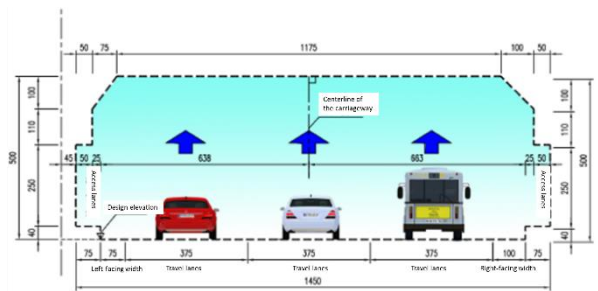 50 75 1175 100 50
100 100
Centerline of
the carriageway
110 110
500 500
45 50 25 638 663 25 50
Access lanes Access lanes
250 250
Design elevation
40 40
75 75 375 375 375 100 75
Left facing width Travel lanes Travel lanes Travel lanes Right-facing width
1450